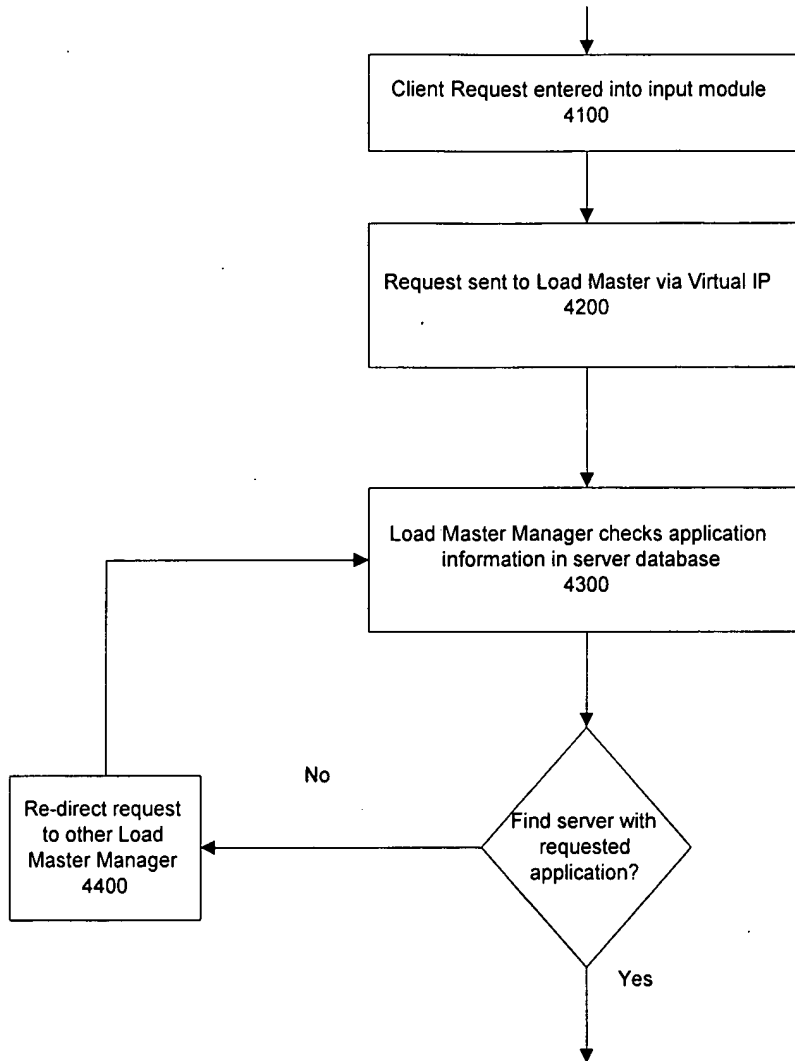 Client Request entered into input module
4100
Request sent to Load Master via Virtual IP
4200
Load Master Manager checks application
information in server database
4300
No
Re-direct request
to other Load
Master Manager
4400
Find server with
requested
application?
Yes